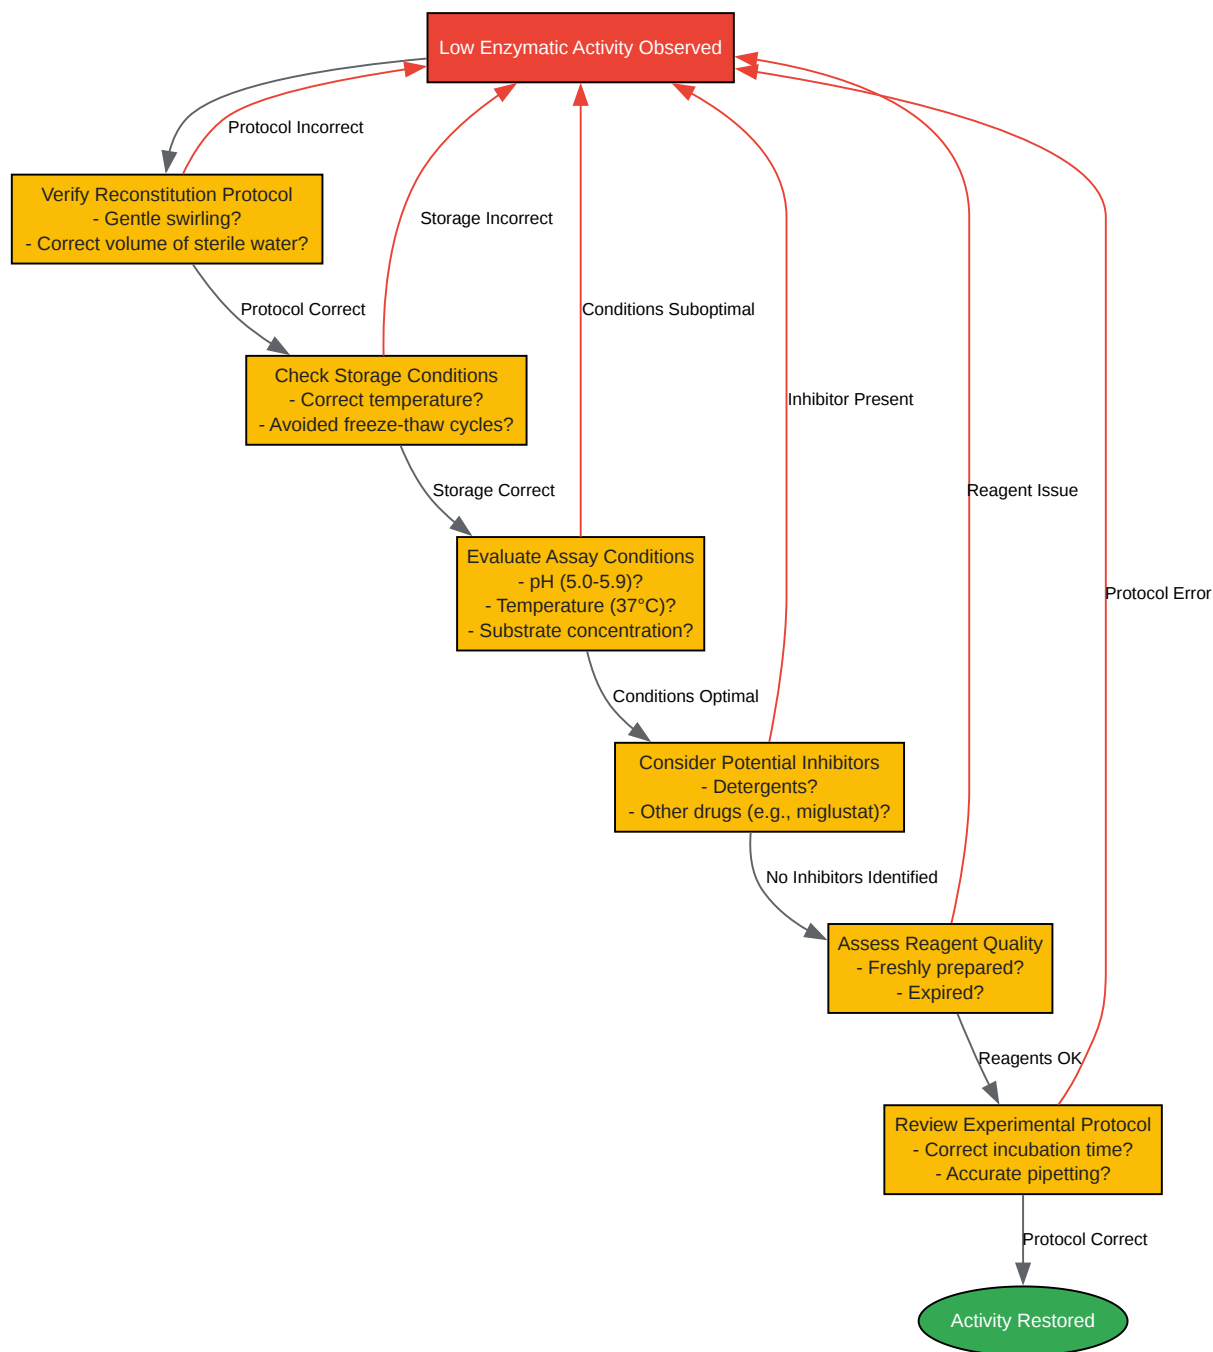 Low Enzymatic Activity Observed
Protocol Incorrect
Verify Reconstitution Protocol
- Gentle swirling?
- Correct volume of sterile water?
Storage Incorrect
Protocol Correct
Conditions Suboptimal
Check Storage Conditions
- Correct temperature?
- Avoided freeze-thaw cycles?
Inhibitor Present
Storage Correct
Reagent Issue
Evaluate Assay Conditions
- pH (5.0-5.9)?
- Temperature (37°C)?
- Substrate concentration?
Protocol Error
Conditions Optimal
Consider Potential Inhibitors
- Detergents?
- Other drugs (e.g., miglustat)?
No Inhibitors Identified
Assess Reagent Quality
- Freshly prepared?
- Expired?
Reagents OK
Review Experimental Protocol
- Correct incubation time?
- Accurate pipetting?
Protocol Correct
Activity Restored